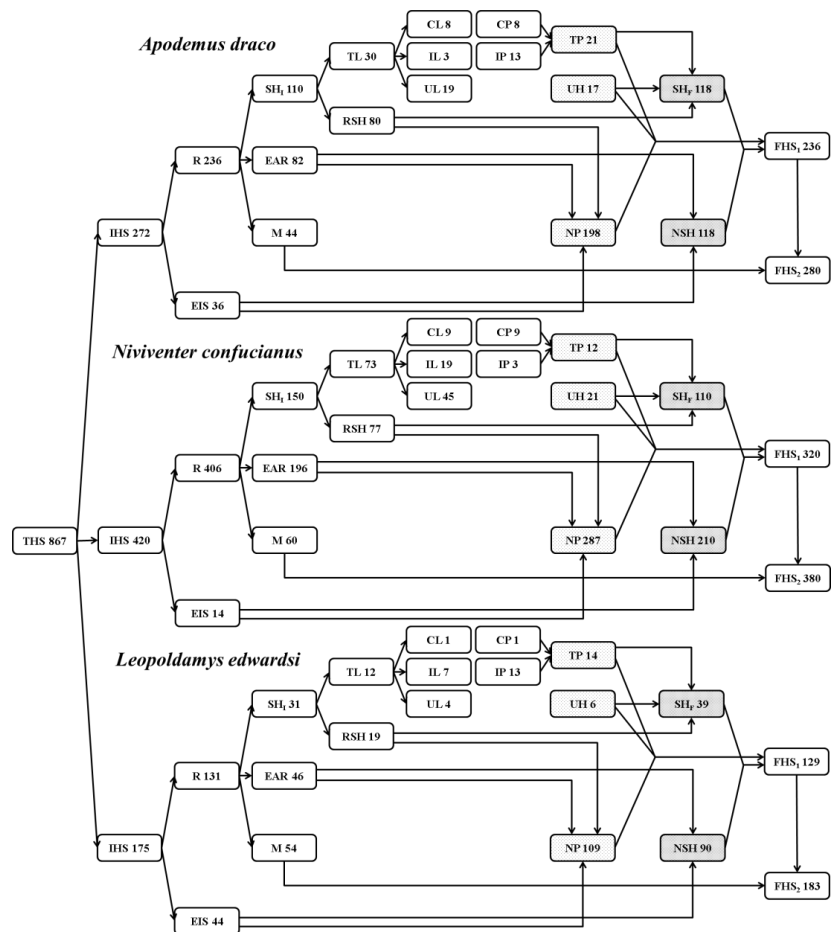 Apodemus draco
CL 8
CP 8
TP 21
TL 30
IL 3
IP 13
SH_I 110
UL 19
UH 17
SH_F 118
RSH 80
R 236
EAR 82
FHS₁ 236
IHS 272
M 44
NP 198
NSH 118
FHS₂ 280
EIS 36
Niviventer confucianus
CL 9
CP 9
TP 12
TL 73
IL 19
IP 3
SH_I 150
UL 45
UH 21
SH_F 110
RSH 77
R 406
EAR 196
FHS₁ 320
THS 867
IHS 420
M 60
NP 287
NSH 210
FHS₂ 380
EIS 14
Leopoldamys edwardsi
CL 1
CP 1
TP 14
TL 12
IL 7
IP 13
SH_I 31
UL 4
UH 6
SH_F 39
RSH 19
R 131
EAR 46
FHS₁ 129
IHS 175
M 54
NP 109
NSH 90
FHS₂ 183
EIS 44